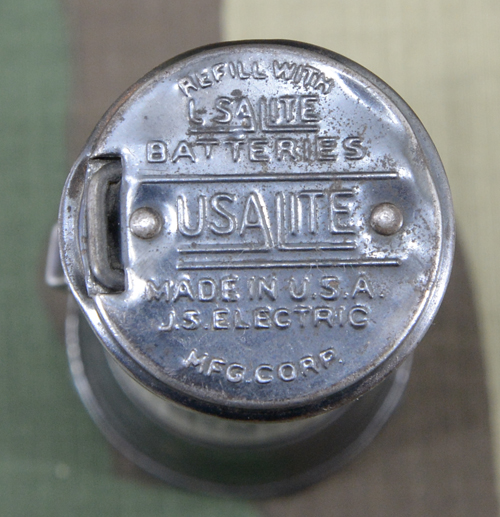 REFILL WITH
USALITE
BATTERIES
USALITE
MADE IN U.S.A.
U.S. ELECTRIC
MFG. CORP.